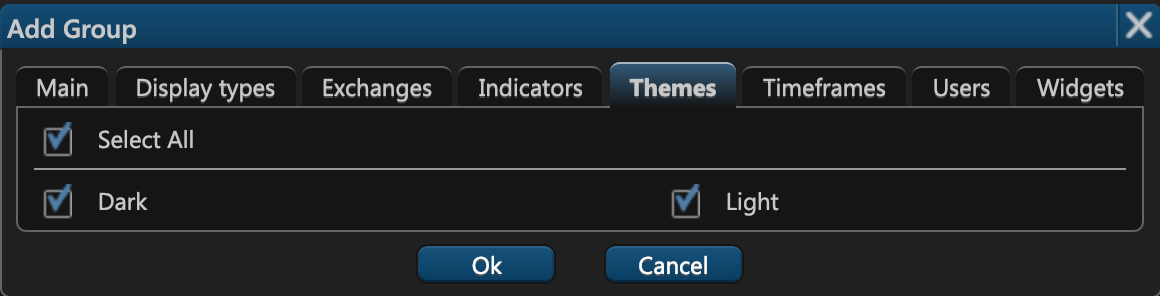 Add Group
Main Display types Exchanges Indicators Themes Timeframes Users Widgets
Select All
Dark Light
Ok Cancel